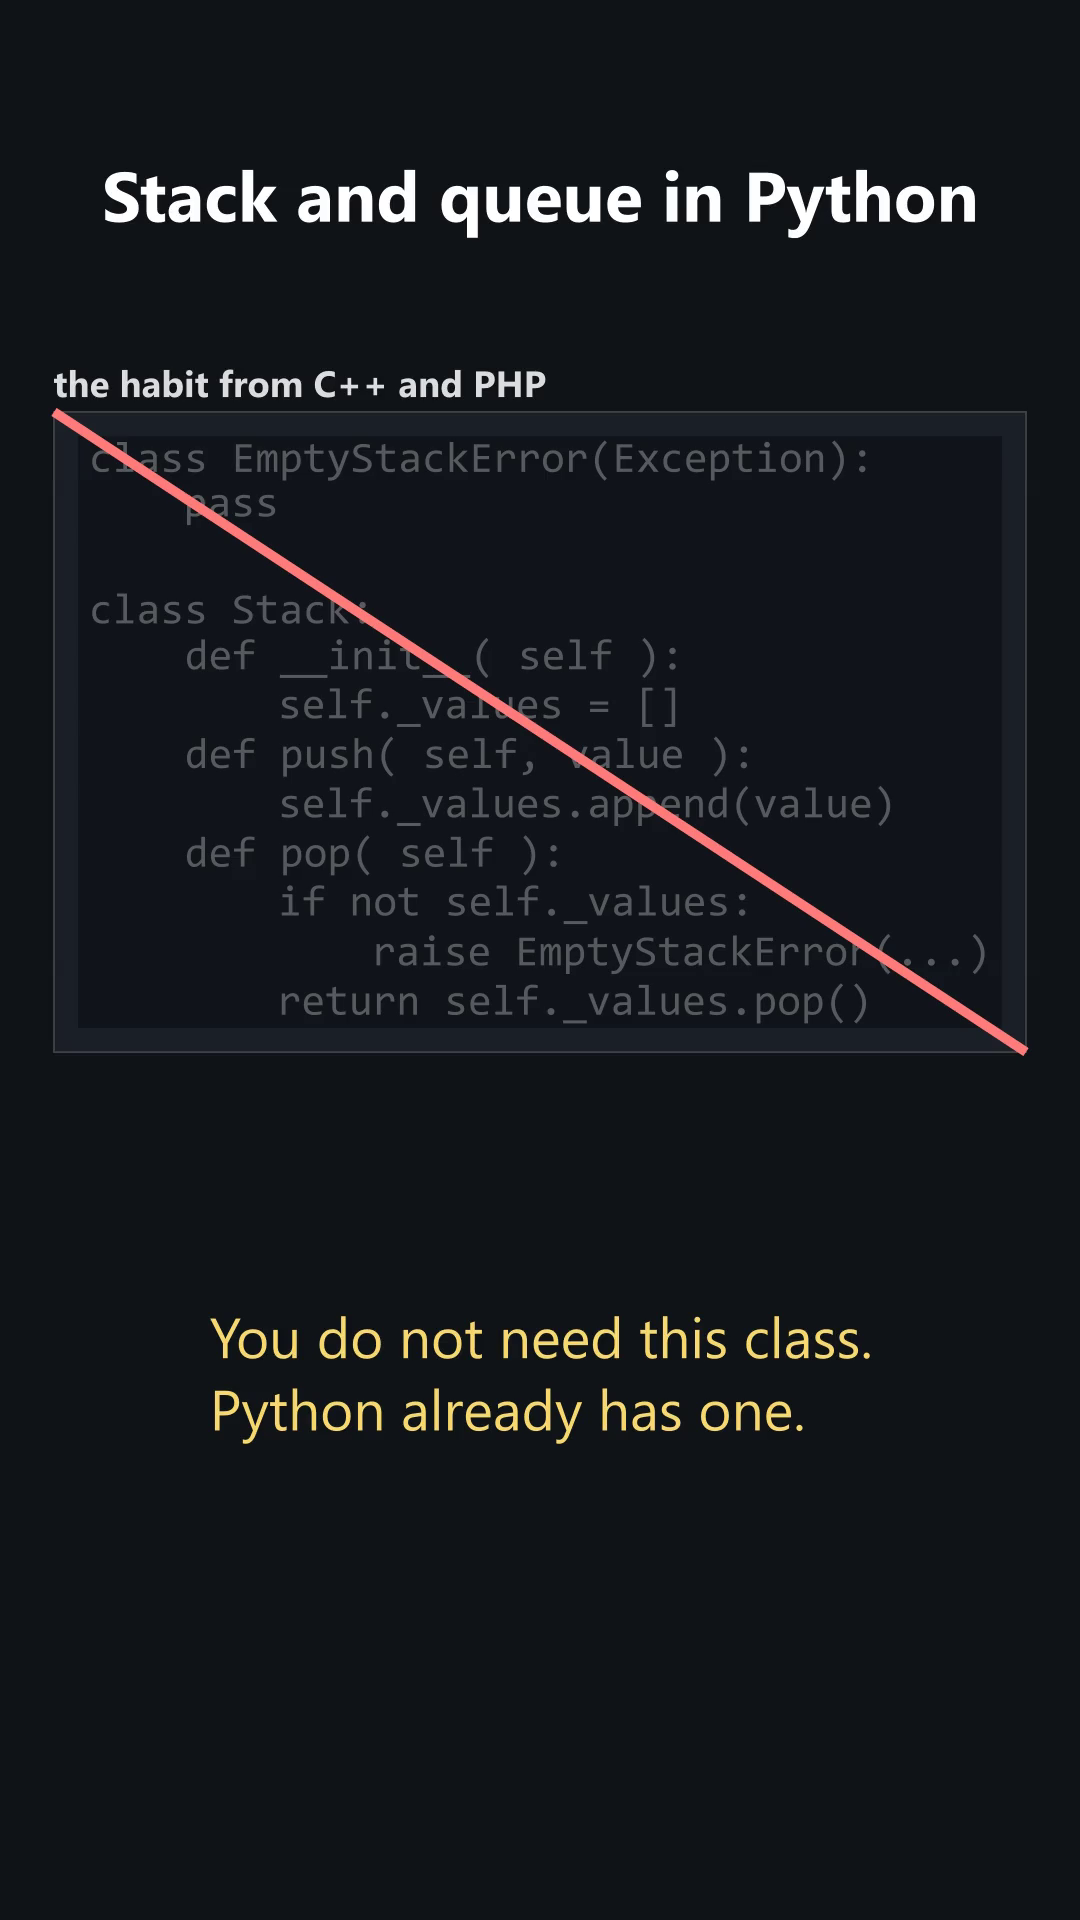 Stack and queue in Python
the habit from C++ and PHP
class EmptyStackError(Exception):
    pass
class Stack:
    def __init__( self ):
        self._values = []
    def push( self, value ):
        self._values.append(value)
    def pop( self ):
        if not self._values:
            raise EmptyStackError(...)
        return self._values.pop()
You do not need this class.
Python already has one.